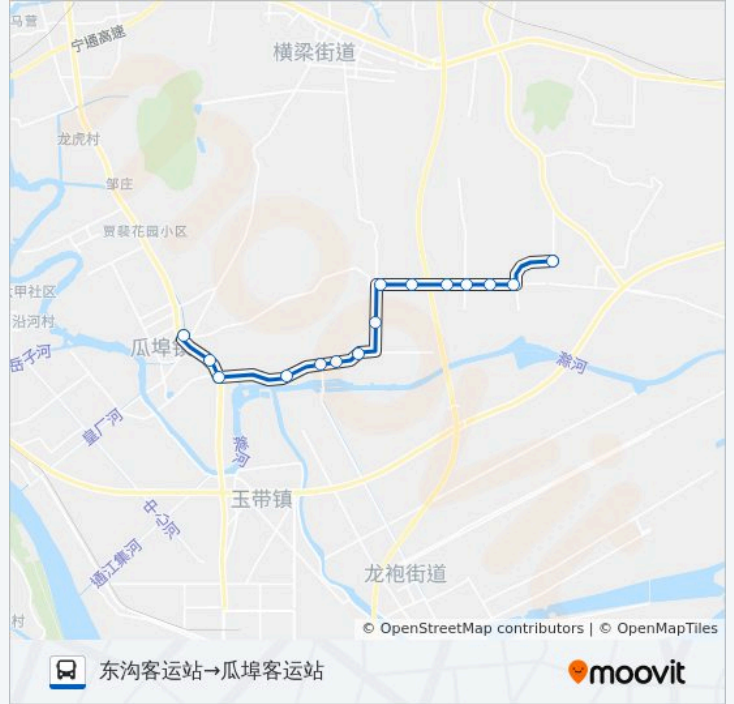 马营
宁通高速
横梁街道
龙虎村
邹庄
贾裴花园小区
甲社区
沿河村
瓜埠镇
岳子河
滁河
皇厂河
滁河
玉带镇
中心河
通江集河
龙袍街道
村
© OpenStreetMap contributors | © OpenMapTiles
东沟客运站→瓜埠客运站
moovit